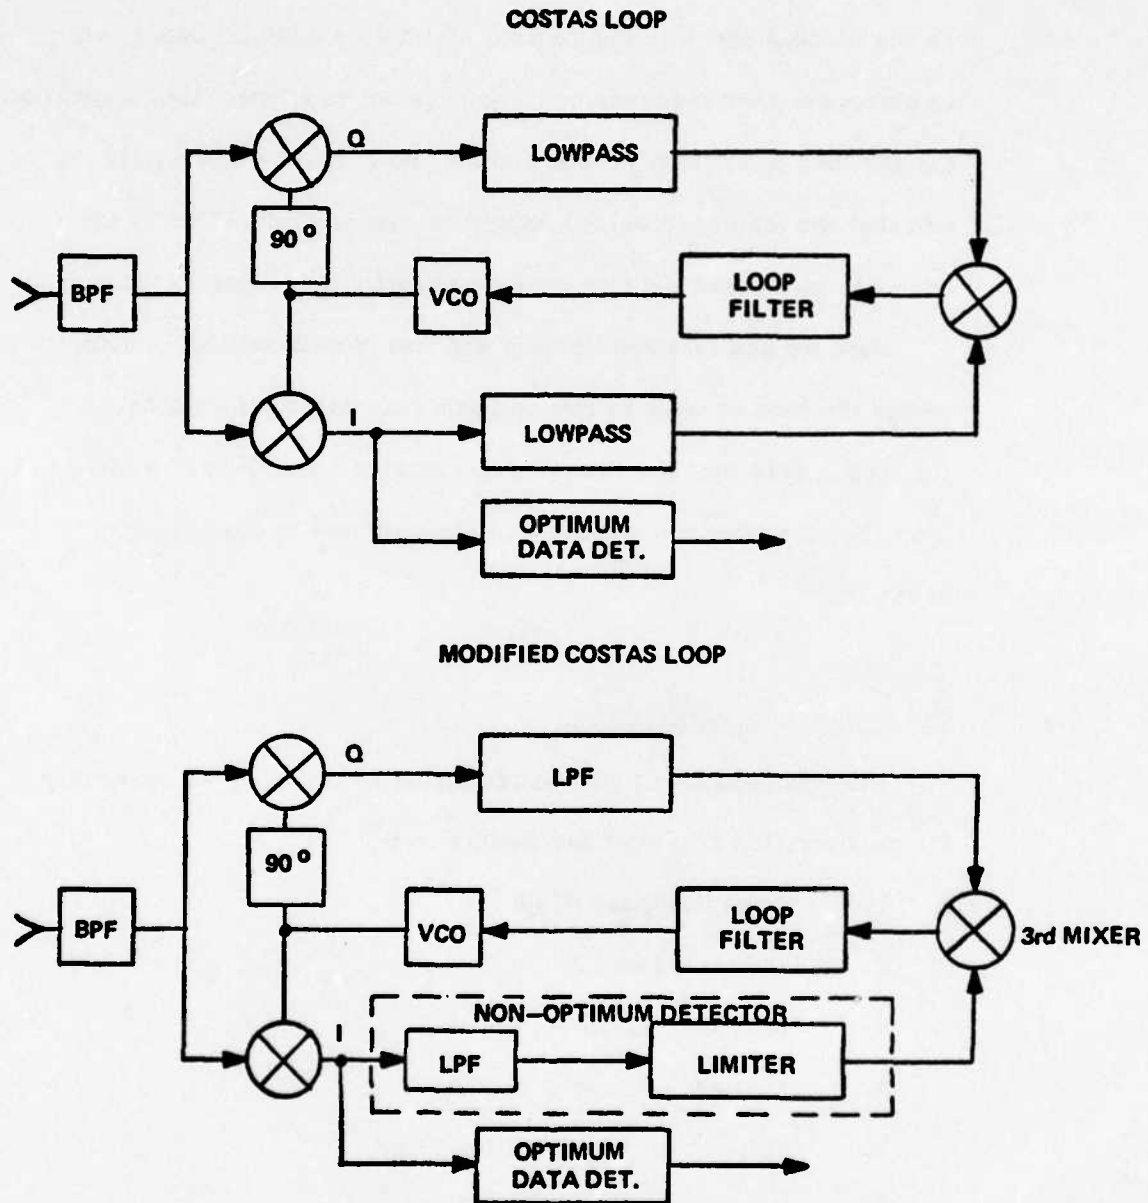 COSTAS LOOP
Q
LOWPASS
90°
BPF
VCO
LOOP
FILTER
I
LOWPASS
OPTIMUM
DATA DET.
MODIFIED COSTAS LOOP
Q
LPF
90°
BPF
VCO
LOOP
FILTER
3rd MIXER
NON-OPTIMUM DETECTOR
I
LPF
LIMITER
OPTIMUM
DATA DET.